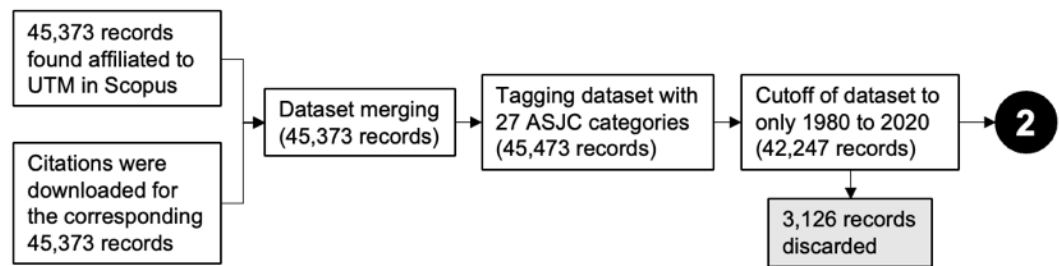 45,373 records
found affiliated to
UTM in Scopus
Citations were
downloaded for
the corresponding
45,373 records
Dataset merging
(45,373 records)
Tagging dataset with
27 ASJC categories
(45,473 records)
Cutoff of dataset to
only 1980 to 2020
(42,247 records)
3,126 records
discarded
2